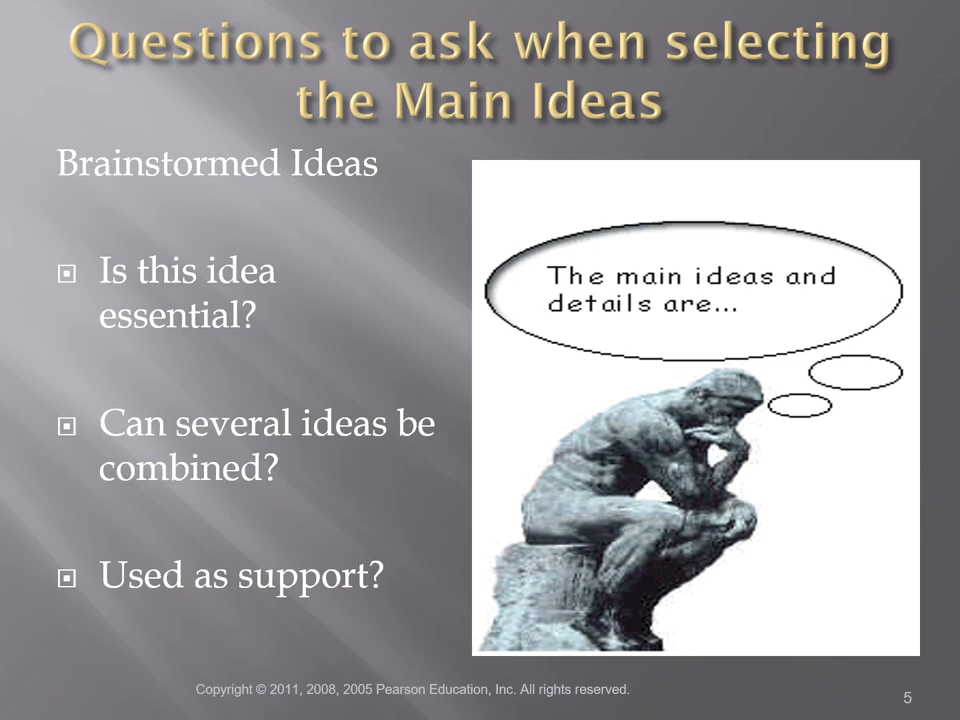 Questions to ask when selecting
the Main Ideas
Brainstormed Ideas
Is this idea
essential?
Can several ideas be
combined?
Used as support?
The main ideas and
details are...
Copyright © 2011, 2008, 2005 Pearson Education, Inc. All rights reserved.
5